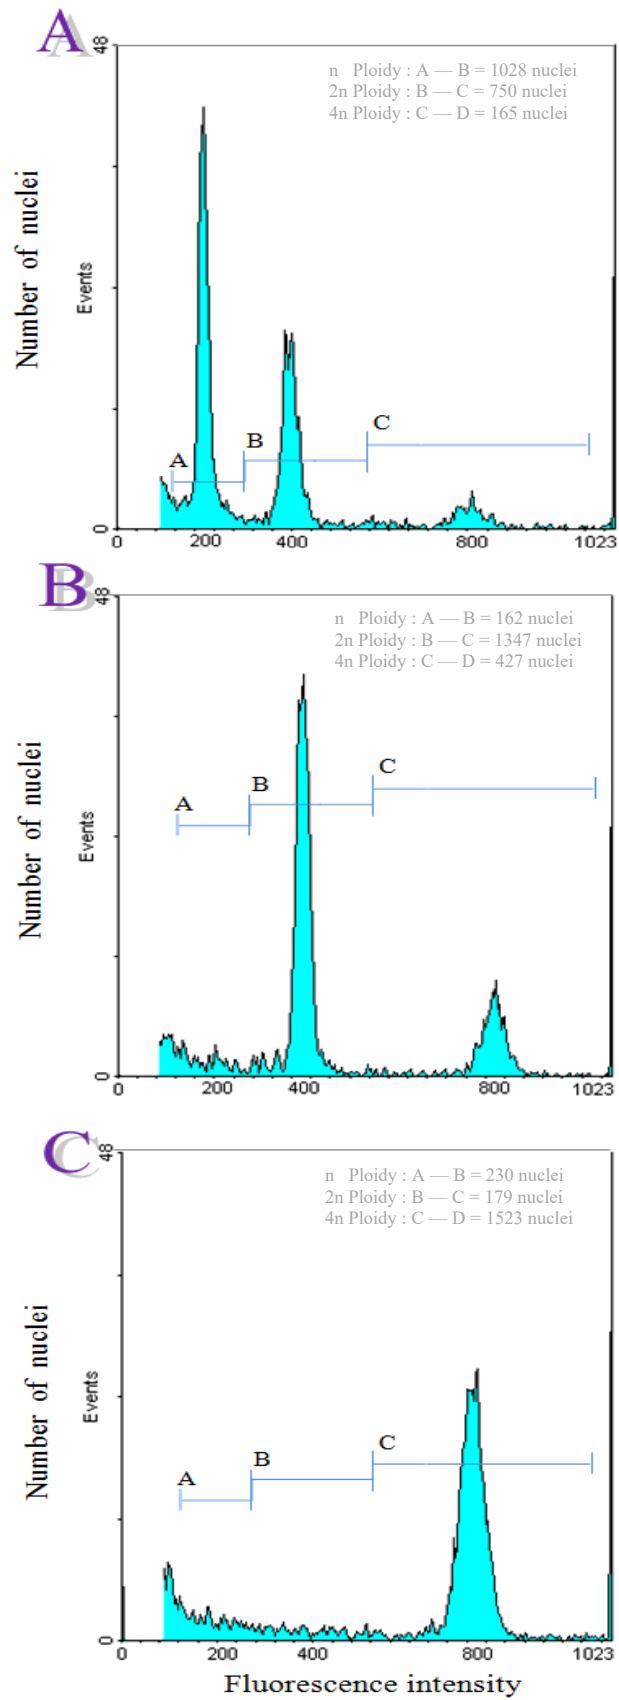 A
48
n Ploidy : A — B = 1028 nuclei
2n Ploidy : B — C = 750 nuclei
4n Ploidy : C — D = 165 nuclei
Number of nuclei
Events
C
B
A
0
0 200 400 800 1023
B
48
n Ploidy : A — B = 162 nuclei
2n Ploidy : B — C = 1347 nuclei
4n Ploidy : C — D = 427 nuclei
Number of nuclei
Events
C
B
A
0
0 200 400 800 1023
C
48
n Ploidy : A — B = 230 nuclei
2n Ploidy : B — C = 179 nuclei
4n Ploidy : C — D = 1523 nuclei
Number of nuclei
Events
C
B
A
0
0 200 400 800 1023
Fluorescence intensity